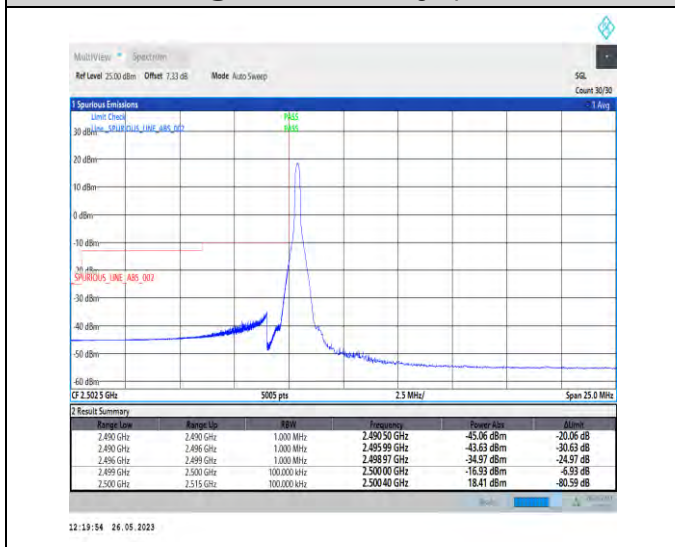 MultiView Spectrum
Ref Level 25.00 dBm Offset 7.33 dB Mode Auto Sweep SGL
Count 30/30
1 Spurious Emissions 1 Avg
Limit Check PASS
Line _SPURIOUS_LINE_ABS_002 PASS
30 dBm
20 dBm
10 dBm
0 dBm
-10 dBm
-20 dBm
SPURIOUS_LINE_ABS_002
-30 dBm
-40 dBm
-50 dBm
-60 dBm
CF 2.502 5 GHz 5005 pts 2.5 MHz/ Span 25.0 MHz
2 Result Summary
Range Low Range Up RBW Frequency Power Abs ΔLimit
2.490 GHz 2.490 GHz 1.000 MHz 2.490 50 GHz -45.06 dBm -20.06 dB
2.490 GHz 2.496 GHz 1.000 MHz 2.495 99 GHz -43.63 dBm -30.63 dB
2.496 GHz 2.499 GHz 1.000 MHz 2.498 97 GHz -34.97 dBm -24.97 dB
2.499 GHz 2.500 GHz 100.000 kHz 2.500 00 GHz -16.93 dBm -6.93 dB
2.500 GHz 2.515 GHz 100.000 kHz 2.500 40 GHz 18.41 dBm -80.59 dB
12:19:54 26.05.2023